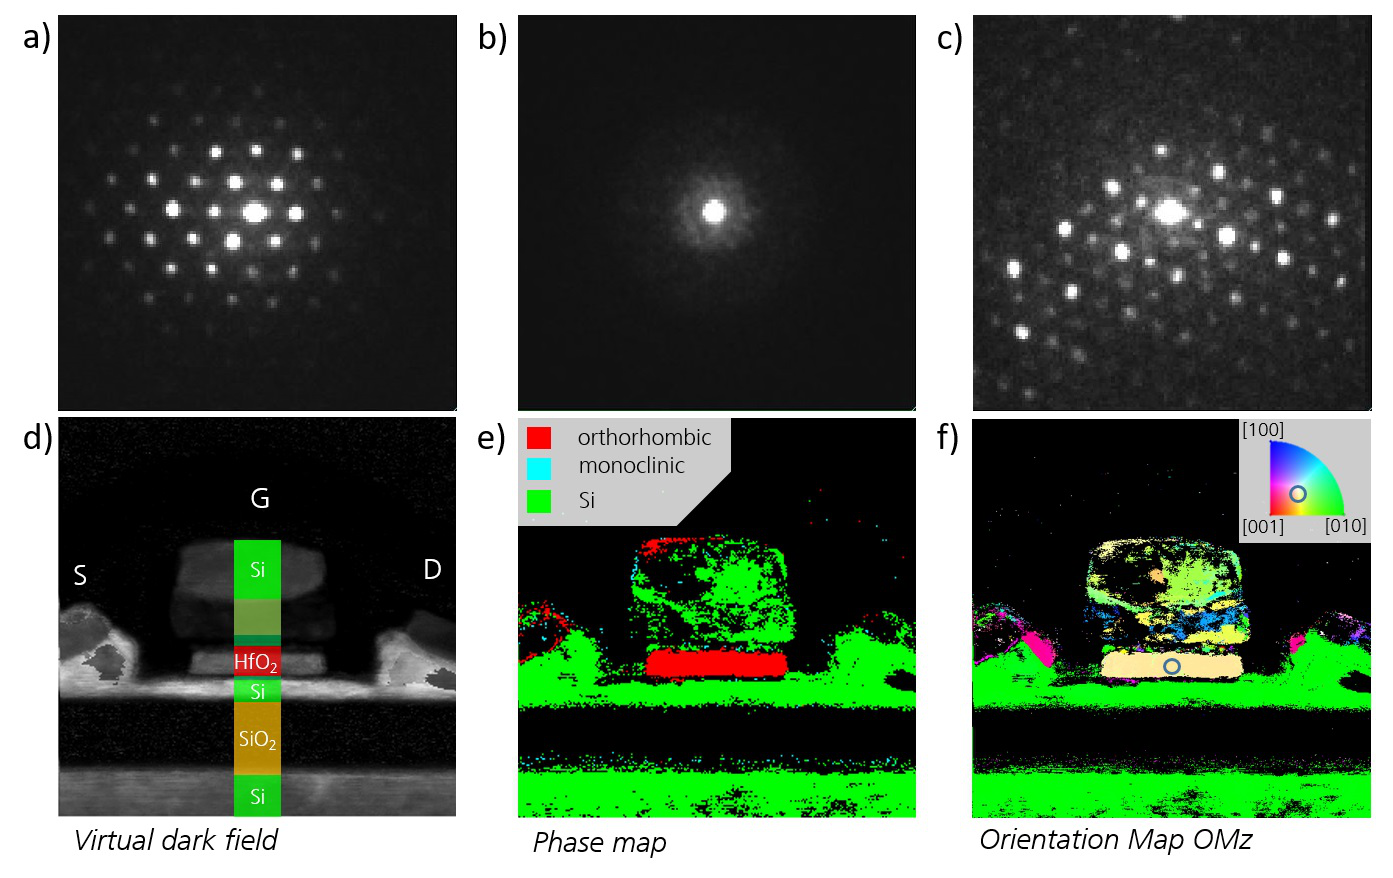 a)
b)
c)
d)
G
S
D
Si
HfO₂
Si
SiO₂
Si
Virtual dark field
e)
orthorhombic
monoclinic
Si
Phase map
f)
[100]
[001]
[010]
Orientation Map OMz